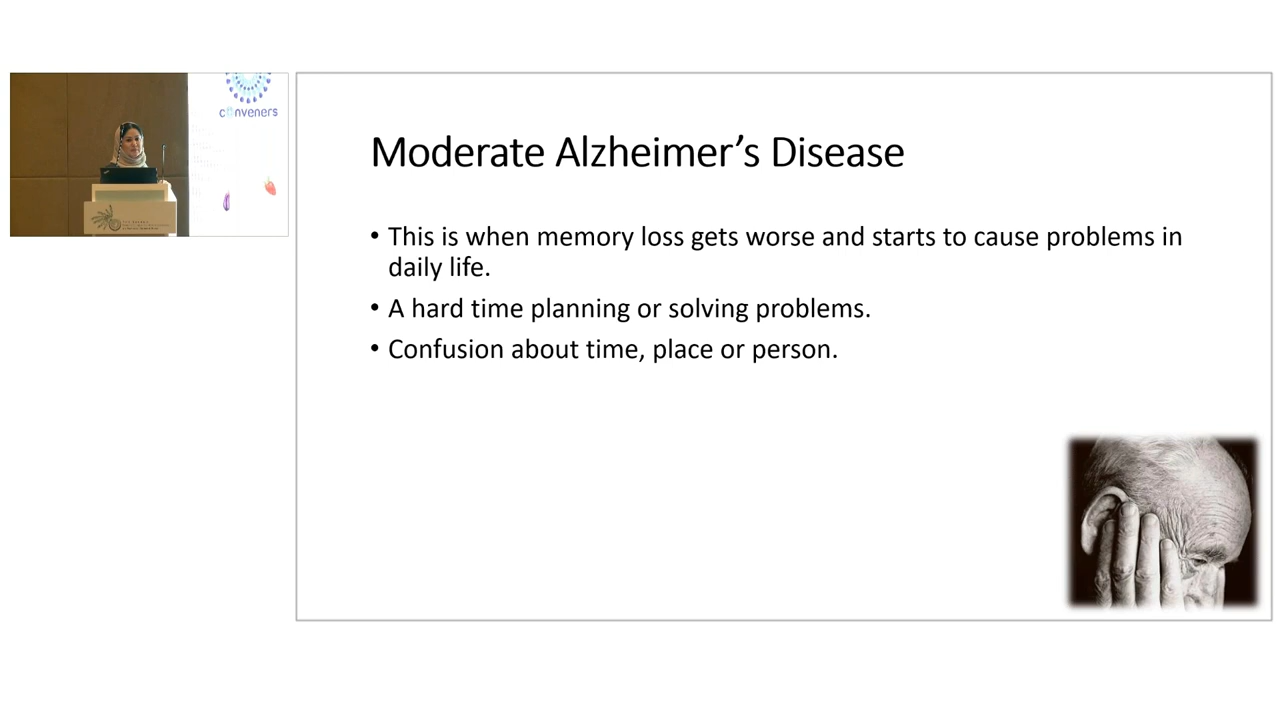 conveners
Moderate Alzheimer’s Disease
• This is when memory loss gets worse and starts to cause problems in
daily life.
• A hard time planning or solving problems.
• Confusion about time, place or person.